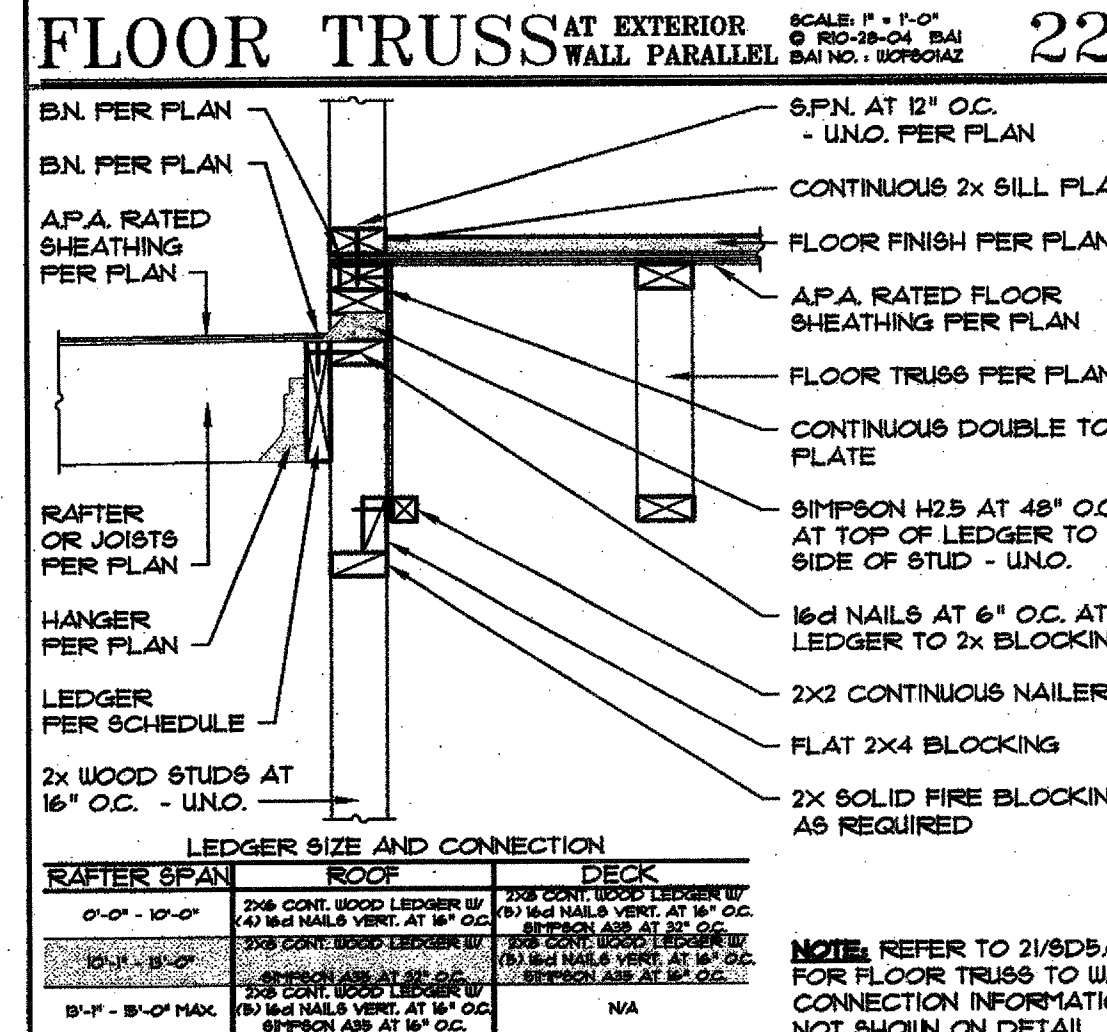 FLOOR TRUSS AT EXTERIOR WALL PARALLEL
SCALE: 1" = 1'-0"
© R10-28-04 BAI
BAI NO.: WOFS01AZ
22
B.N. PER PLAN
B.N. PER PLAN
A.P.A. RATED
SHEATHING
PER PLAN
RAFTER
OR JOISTS
PER PLAN
HANGER
PER PLAN
LEDGER
PER SCHEDULE
2x WOOD STUDS AT
16" O.C. - U.N.O.
S.P.N. AT 12" O.C.
- U.N.O. PER PLAN
CONTINUOUS 2x SILL PLA
FLOOR FINISH PER PLAN
A.P.A. RATED FLOOR
SHEATHING PER PLAN
FLOOR TRUSS PER PLAN
CONTINUOUS DOUBLE TO
PLATE
SIMPSON H2.5 AT 48" O.C
AT TOP OF LEDGER TO
SIDE OF STUD - U.N.O.
16d NAILS AT 6" O.C. AT
LEDGER TO 2x BLOCKIN
2X2 CONTINUOUS NAILER
FLAT 2X4 BLOCKING
2X SOLID FIRE BLOCKIN
AS REQUIRED
LEDGER SIZE AND CONNECTION
RAFTER SPAN ROOF DECK
0'-0" - 10'-0"
2X6 CONT. WOOD LEDGER W/
(4) 16d NAILS VERT. AT 16" O.C.
CONT. WOOD LEDGER W/
(5) 16d NAILS VERT. AT 16" O.C.
SIMPSON A35 AT 32" O.C.
10'-1" - 13'-0"
CONT. WOOD LEDGER W/
SIMPSON A35 AT 32" O.C.
CONT. WOOD LEDGER W/
(5) 16d NAILS VERT. AT 16" O.C.
SIMPSON A35 AT 16" O.C.
13'-1" - 15'-0" MAX.
CONT. WOOD LEDGER W/
(5) 16d NAILS VERT. AT 16" O.C.
SIMPSON A35 AT 16" O.C.
N/A
NOTE: REFER TO 21/SD5.
FOR FLOOR TRUSS TO W
CONNECTION INFORMATI
NOT SHOWN ON DETAIL